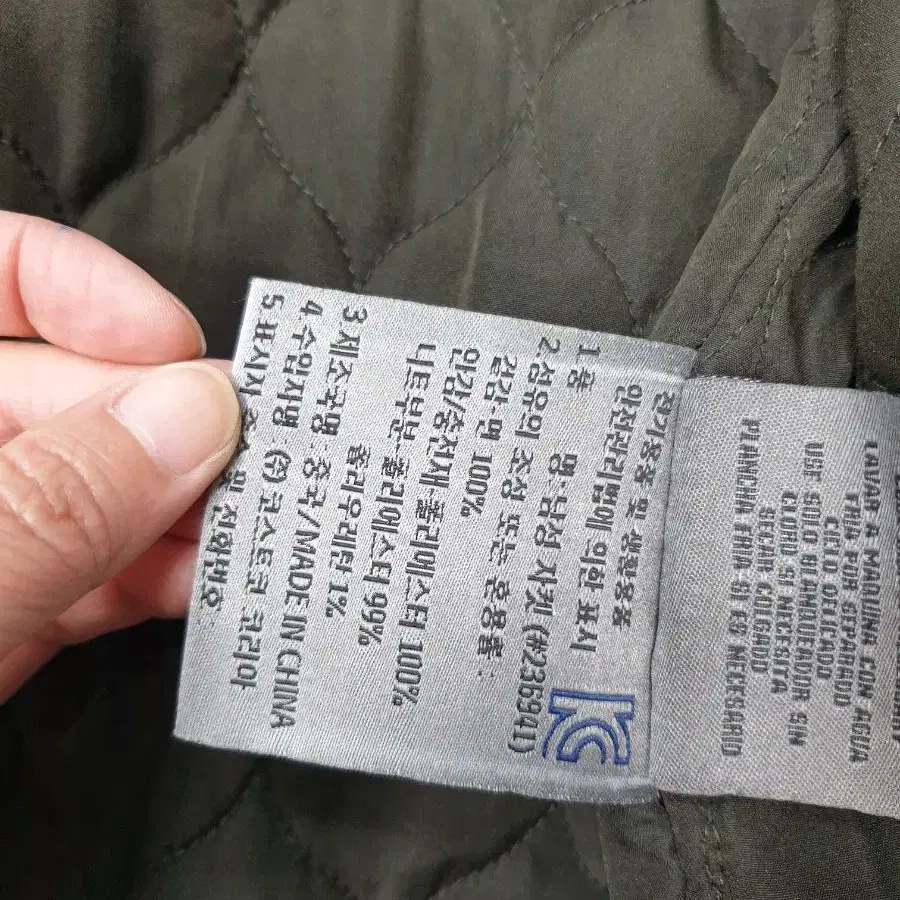 전기용품 및 생활용품
안전관리법에 의한 표시
1.품 명: 남성 자켓 (#236941)
2.섬유의 조성 또는 혼용율:
겉감-면 100%
안감/충전재-폴리에스터 100%
니트부분-폴리에스터 99%
폴리우레탄 1%
3.제조국명 : 중국/MADE IN CHINA
4.수입자명 : (주)코스트코 코리아
5.표시자 주소 및 전화번호:
LAVAR A MAQUINA CON AGUA
FRIA POR SEPARADO
CICLO DELICADO
USE SOLO BLANQUEADOR SIN
CLORO SI NECESITA
SECAR COLGADO
PLANCHA FRIA SI ES NECESARIO